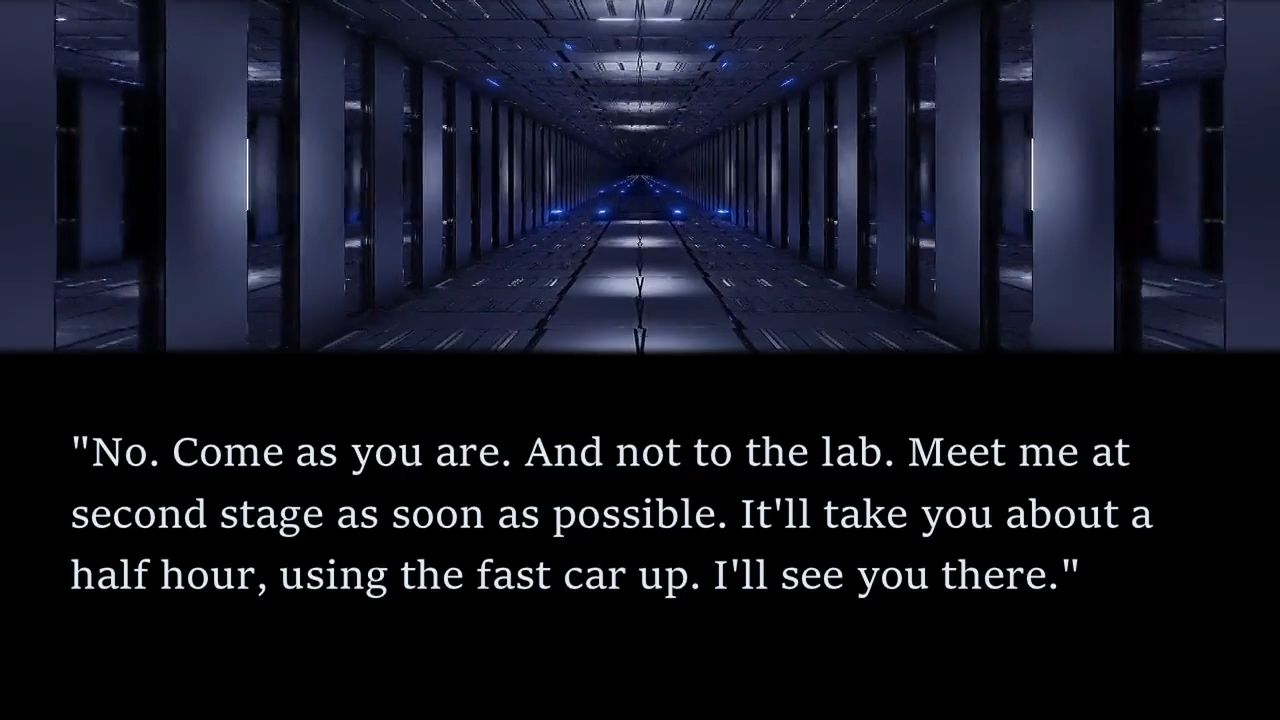 "No. Come as you are. And not to the lab. Meet me at
second stage as soon as possible. It'll take you about a
half hour, using the fast car up. I'll see you there."